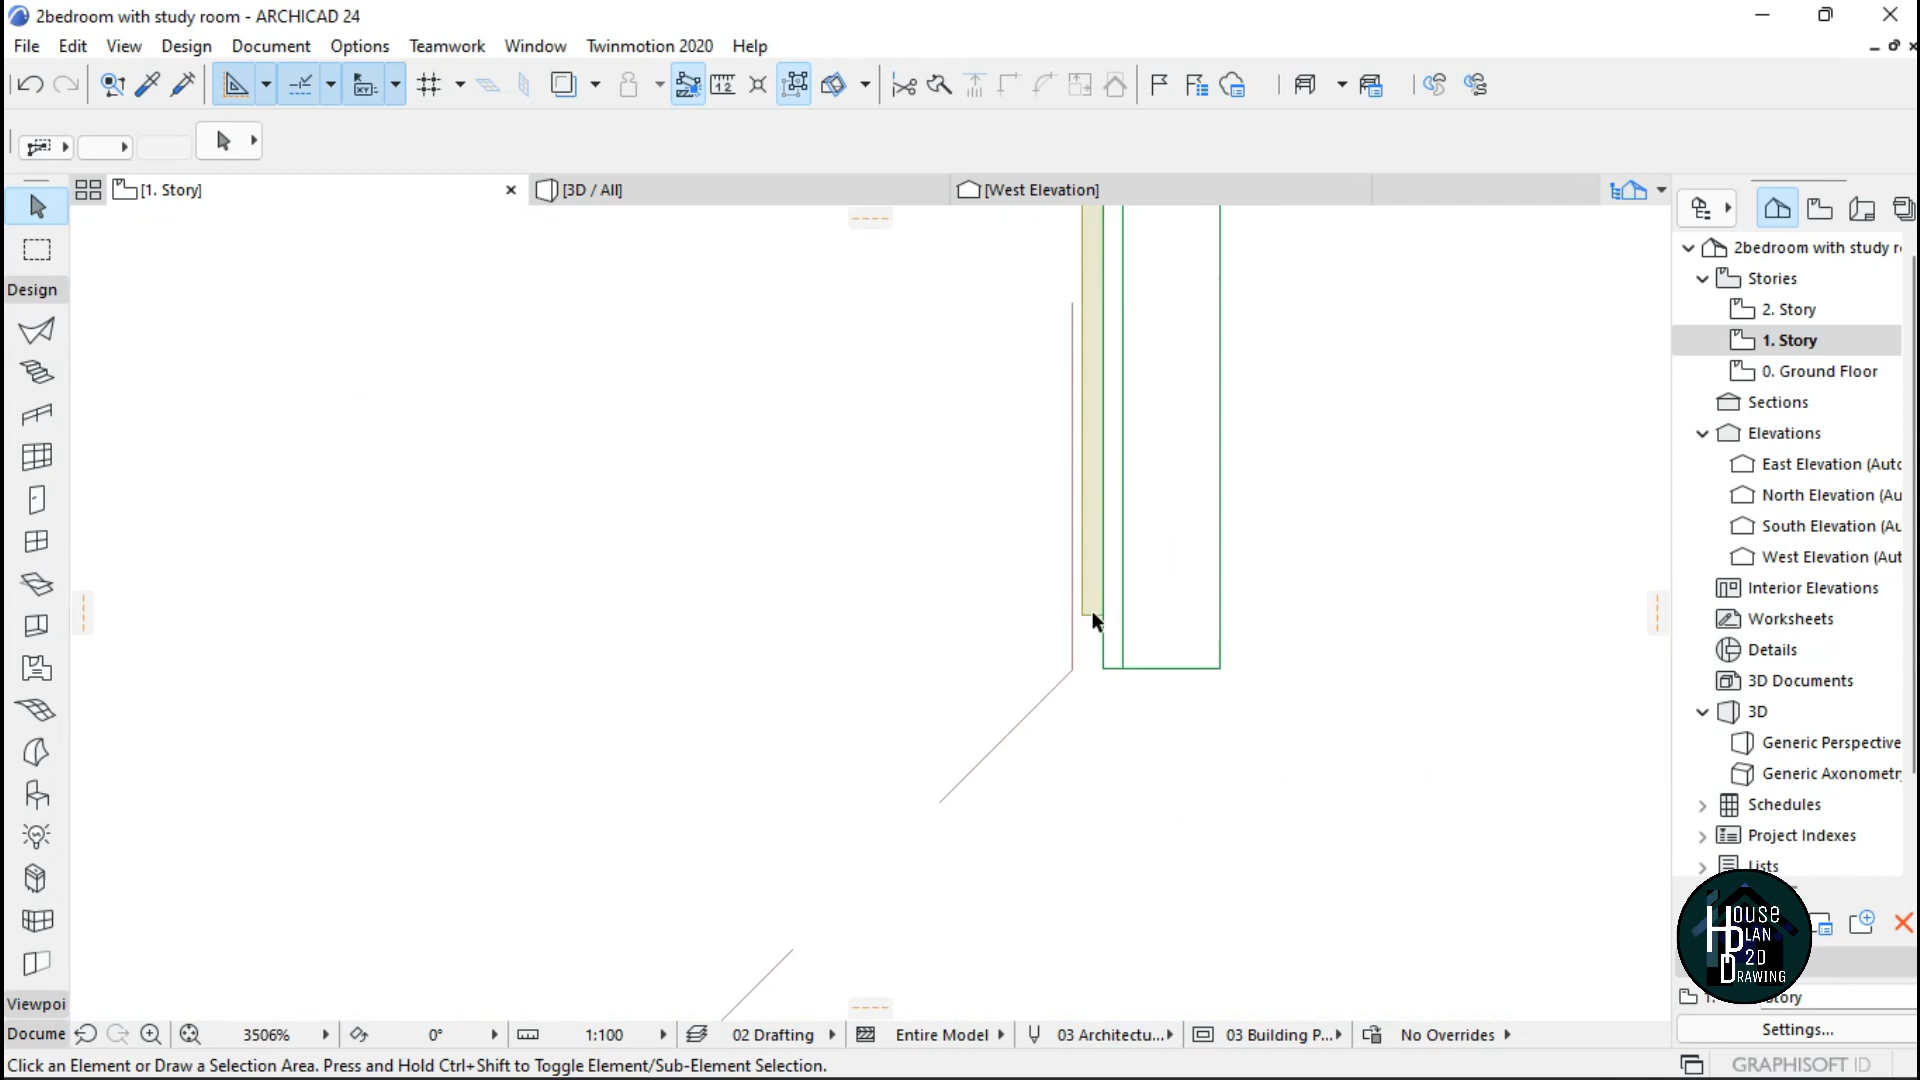 2bedroom with study room - ARCHICAD 24
File Edit View Design Document Options Teamwork Window Twinmotion 2020 Help
[1. Story]
[3D / All]
[West Elevation]
Design
2bedroom with study r
Stories
2. Story
1. Story
0. Ground Floor
Sections
Elevations
East Elevation (Auto
North Elevation (Au
South Elevation (Au
West Elevation (Aut
Interior Elevations
Worksheets
Details
3D Documents
3D
Generic Perspective
Generic Axonometr
Schedules
Project Indexes
Lists
HOUSE
PLAN
2D
DRAWING
Viewpoi
1. Story
Docume 3506% 0° 1:100 02 Drafting Entire Model 03 Architectu... 03 Building P... No Overrides
Settings...
Click an Element or Draw a Selection Area. Press and Hold Ctrl+Shift to Toggle Element/Sub-Element Selection.
GRAPHISOFT ID